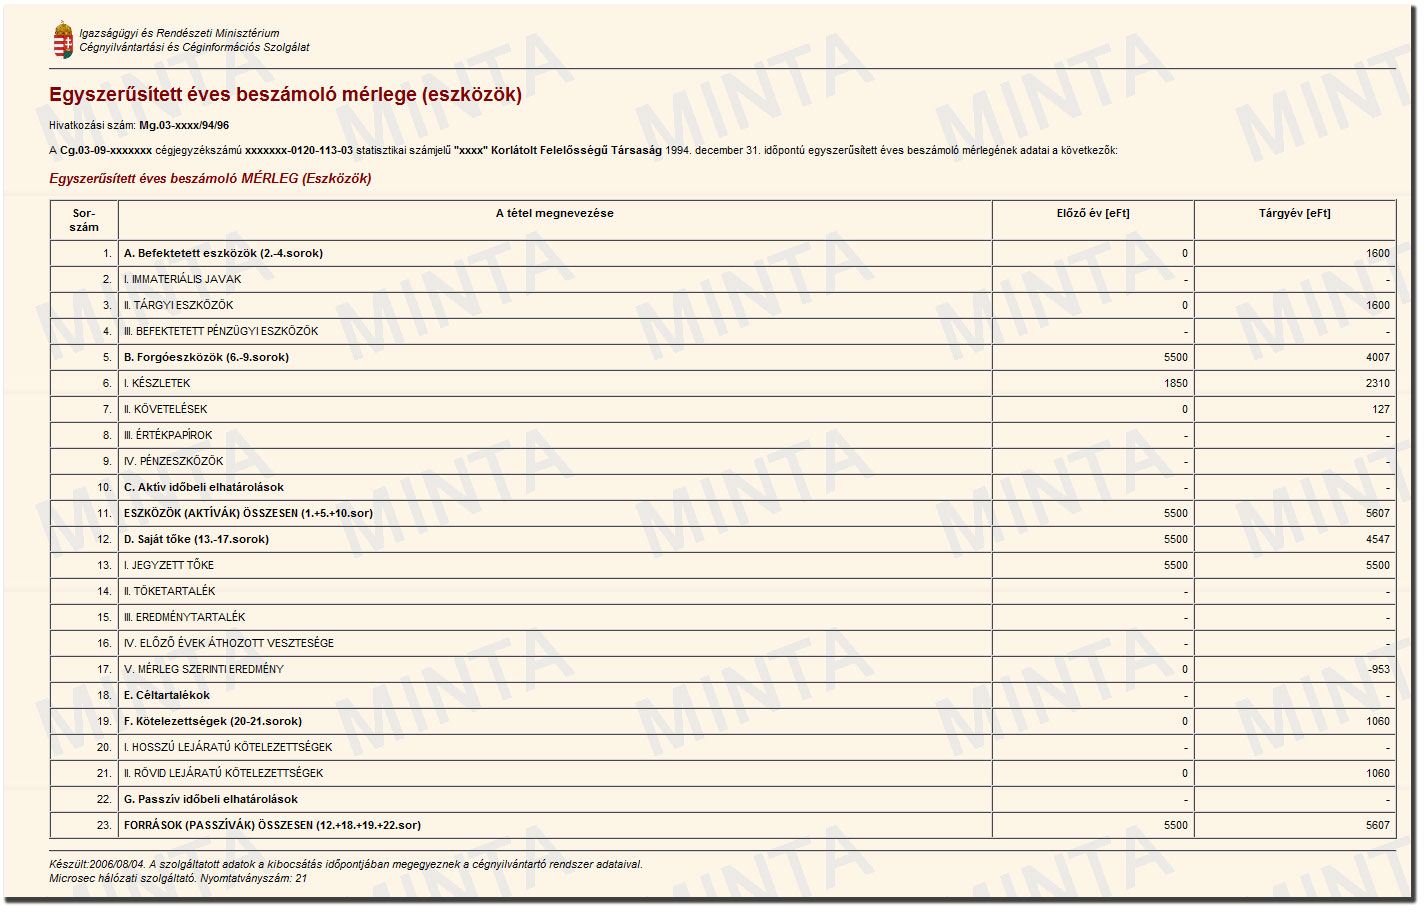 Igazságügyi és Rendészeti Minisztérium
Cégnyilvántartási és Céginformációs Szolgálat
Egyszerűsített éves beszámoló mérlege (eszközök)
Hivatkozási szám: Mg.03-xxxx/94/96
A Cg.03-09-xxxxxxx cégjegyzékszámú xxxxxxx-0120-113-03 statisztikai számjelű "xxxx" Korlátolt Felelősségű Társaság 1994. december 31. időpontú egyszerűsített éves beszámoló mérlegének adatai a következők:
Egyszerűsített éves beszámoló MÉRLEG (Eszközök)
Sor-szám A tétel megnevezése Előző év [eFt] Tárgyév [eFt]
1. A. Befektetett eszközök (2.-4.sorok) 0 1600
2. I. IMMATERIÁLIS JAVAK - -
3. II. TÁRGYI ESZKÖZÖK 0 1600
4. III. BEFEKTETETT PÉNZÜGYI ESZKÖZÖK - -
5. B. Forgóeszközök (6.-9.sorok) 5500 4007
6. I. KÉSZLETEK 1850 2310
7. II. KÖVETELÉSEK 0 127
8. III. ÉRTÉKPAPÍROK - -
9. IV. PÉNZESZKÖZÖK - -
10. C. Aktív időbeli elhatárolások - -
11. ESZKÖZÖK (AKTÍVÁK) ÖSSZESEN (1.+5.+10.sor) 5500 5607
12. D. Saját tőke (13.-17.sorok) 5500 4547
13. I. JEGYZETT TŐKE 5500 5500
14. II. TŐKETARTALÉK - -
15. III. EREDMÉNYTARTALÉK - -
16. IV. ELŐZŐ ÉVEK ÁTHOZOTT VESZTESÉGE - -
17. V. MÉRLEG SZERINTI EREDMÉNY 0 -953
18. E. Céltartalékok - -
19. F. Kötelezettségek (20-21.sorok) 0 1060
20. I. HOSSZÚ LEJÁRATÚ KÖTELEZETTSÉGEK - -
21. II. RÖVID LEJÁRATÚ KÖTELEZETTSÉGEK 0 1060
22. G. Passzív időbeli elhatárolások - -
23. FORRÁSOK (PASSZÍVÁK) ÖSSZESEN (12.+18.+19.+22.sor) 5500 5607
Készült:2006/08/04. A szolgáltatott adatok a kibocsátás időpontjában megegyeznek a cégnyilvántartó rendszer adataival.
Microsec hálózati szolgáltató. Nyomtatványszám: 21
MINTA